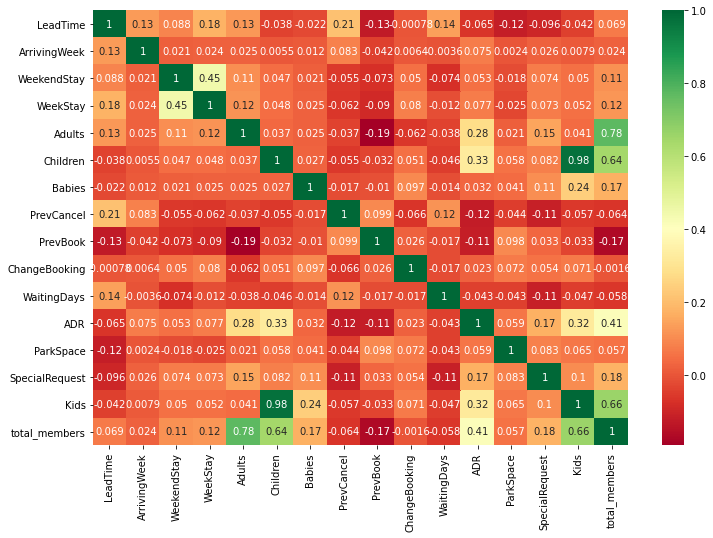 LeadTime 1 0.13 0.088 0.18 0.13 -0.038 -0.022 0.21 -0.13 0.00078 0.14 -0.065 -0.12 -0.096 -0.042 0.069
ArrivingWeek 0.13 1 0.021 0.024 0.025 0.0055 0.012 0.083 -0.042 0.0064 0.0036 0.075 0.0024 0.026 0.0079 0.024
WeekendStay 0.088 0.021 1 0.45 0.11 0.047 0.021 -0.055 -0.073 0.05 -0.074 0.053 -0.018 0.074 0.05 0.11
WeekStay 0.18 0.024 0.45 1 0.12 0.048 0.025 -0.062 -0.09 0.08 -0.012 0.077 -0.025 0.073 0.052 0.12
Adults 0.13 0.025 0.11 0.12 1 0.037 0.025 -0.037 -0.19 -0.062 -0.038 0.28 0.021 0.15 0.041 0.78
Children -0.038 0.0055 0.047 0.048 0.037 1 0.027 -0.055 -0.032 0.051 -0.046 0.33 0.058 0.082 0.98 0.64
Babies -0.022 0.012 0.021 0.025 0.025 0.027 1 -0.017 -0.01 0.097 -0.014 0.032 0.041 0.11 0.24 0.17
PrevCancel 0.21 0.083 -0.055 -0.062 -0.037 -0.055 -0.017 1 0.099 -0.066 0.12 -0.12 -0.044 -0.11 -0.057 -0.064
PrevBook -0.13 -0.042 -0.073 -0.09 -0.19 -0.032 -0.01 0.099 1 0.026 -0.017 -0.11 0.098 0.033 -0.033 -0.17
ChangeBooking 0.00078 0.0064 0.05 0.08 -0.062 0.051 0.097 -0.066 0.026 1 -0.017 0.023 0.072 0.054 0.071 -0.0016
WaitingDays 0.14 -0.0036 -0.074 -0.012 -0.038 -0.046 -0.014 0.12 -0.017 -0.017 1 -0.043 -0.043 -0.11 -0.047 -0.058
ADR -0.065 0.075 0.053 0.077 0.28 0.33 0.032 -0.12 -0.11 0.023 -0.043 1 0.059 0.17 0.32 0.41
ParkSpace -0.12 0.0024 -0.018 -0.025 0.021 0.058 0.041 -0.044 0.098 0.072 -0.043 0.059 1 0.083 0.065 0.057
SpecialRequest -0.096 0.026 0.074 0.073 0.15 0.082 0.11 -0.11 0.033 0.054 -0.11 0.17 0.083 1 0.1 0.18
Kids -0.042 0.0079 0.05 0.052 0.041 0.98 0.24 -0.057 -0.033 0.071 -0.047 0.32 0.065 0.1 1 0.66
total_members 0.069 0.024 0.11 0.12 0.78 0.64 0.17 -0.064 -0.17 -0.0016 -0.058 0.41 0.057 0.18 0.66 1
LeadTime ArrivingWeek WeekendStay WeekStay Adults Children Babies PrevCancel PrevBook ChangeBooking WaitingDays ADR ParkSpace SpecialRequest Kids total_members
1.0
0.8
0.6
0.4
0.2
0.0